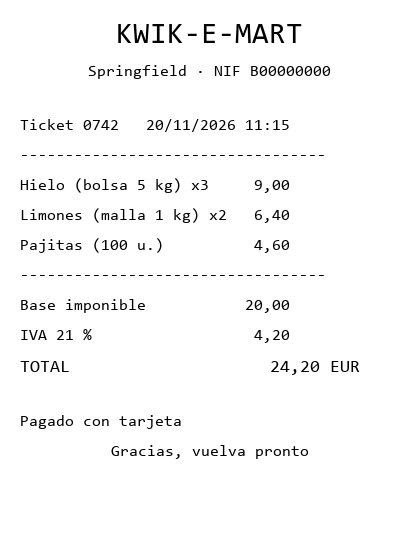 KWIK-E-MART
Springfield · NIF B00000000
Ticket 0742   20/11/2026 11:15
----------------------------------
Hielo (bolsa 5 kg) x3     9,00
Limones (malla 1 kg) x2   6,40
Pajitas (100 u.)          4,60
----------------------------------
Base imponible           20,00
IVA 21 %                  4,20
TOTAL                    24,20 EUR
Pagado con tarjeta
Gracias, vuelva pronto